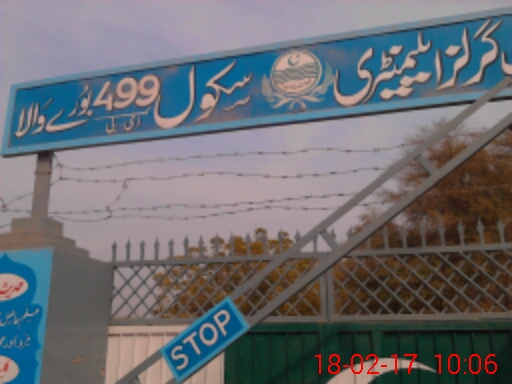 گرلز ایلیمنٹری سکول 499 بورے والا
ای بی
STOP
18-02-17 10:06